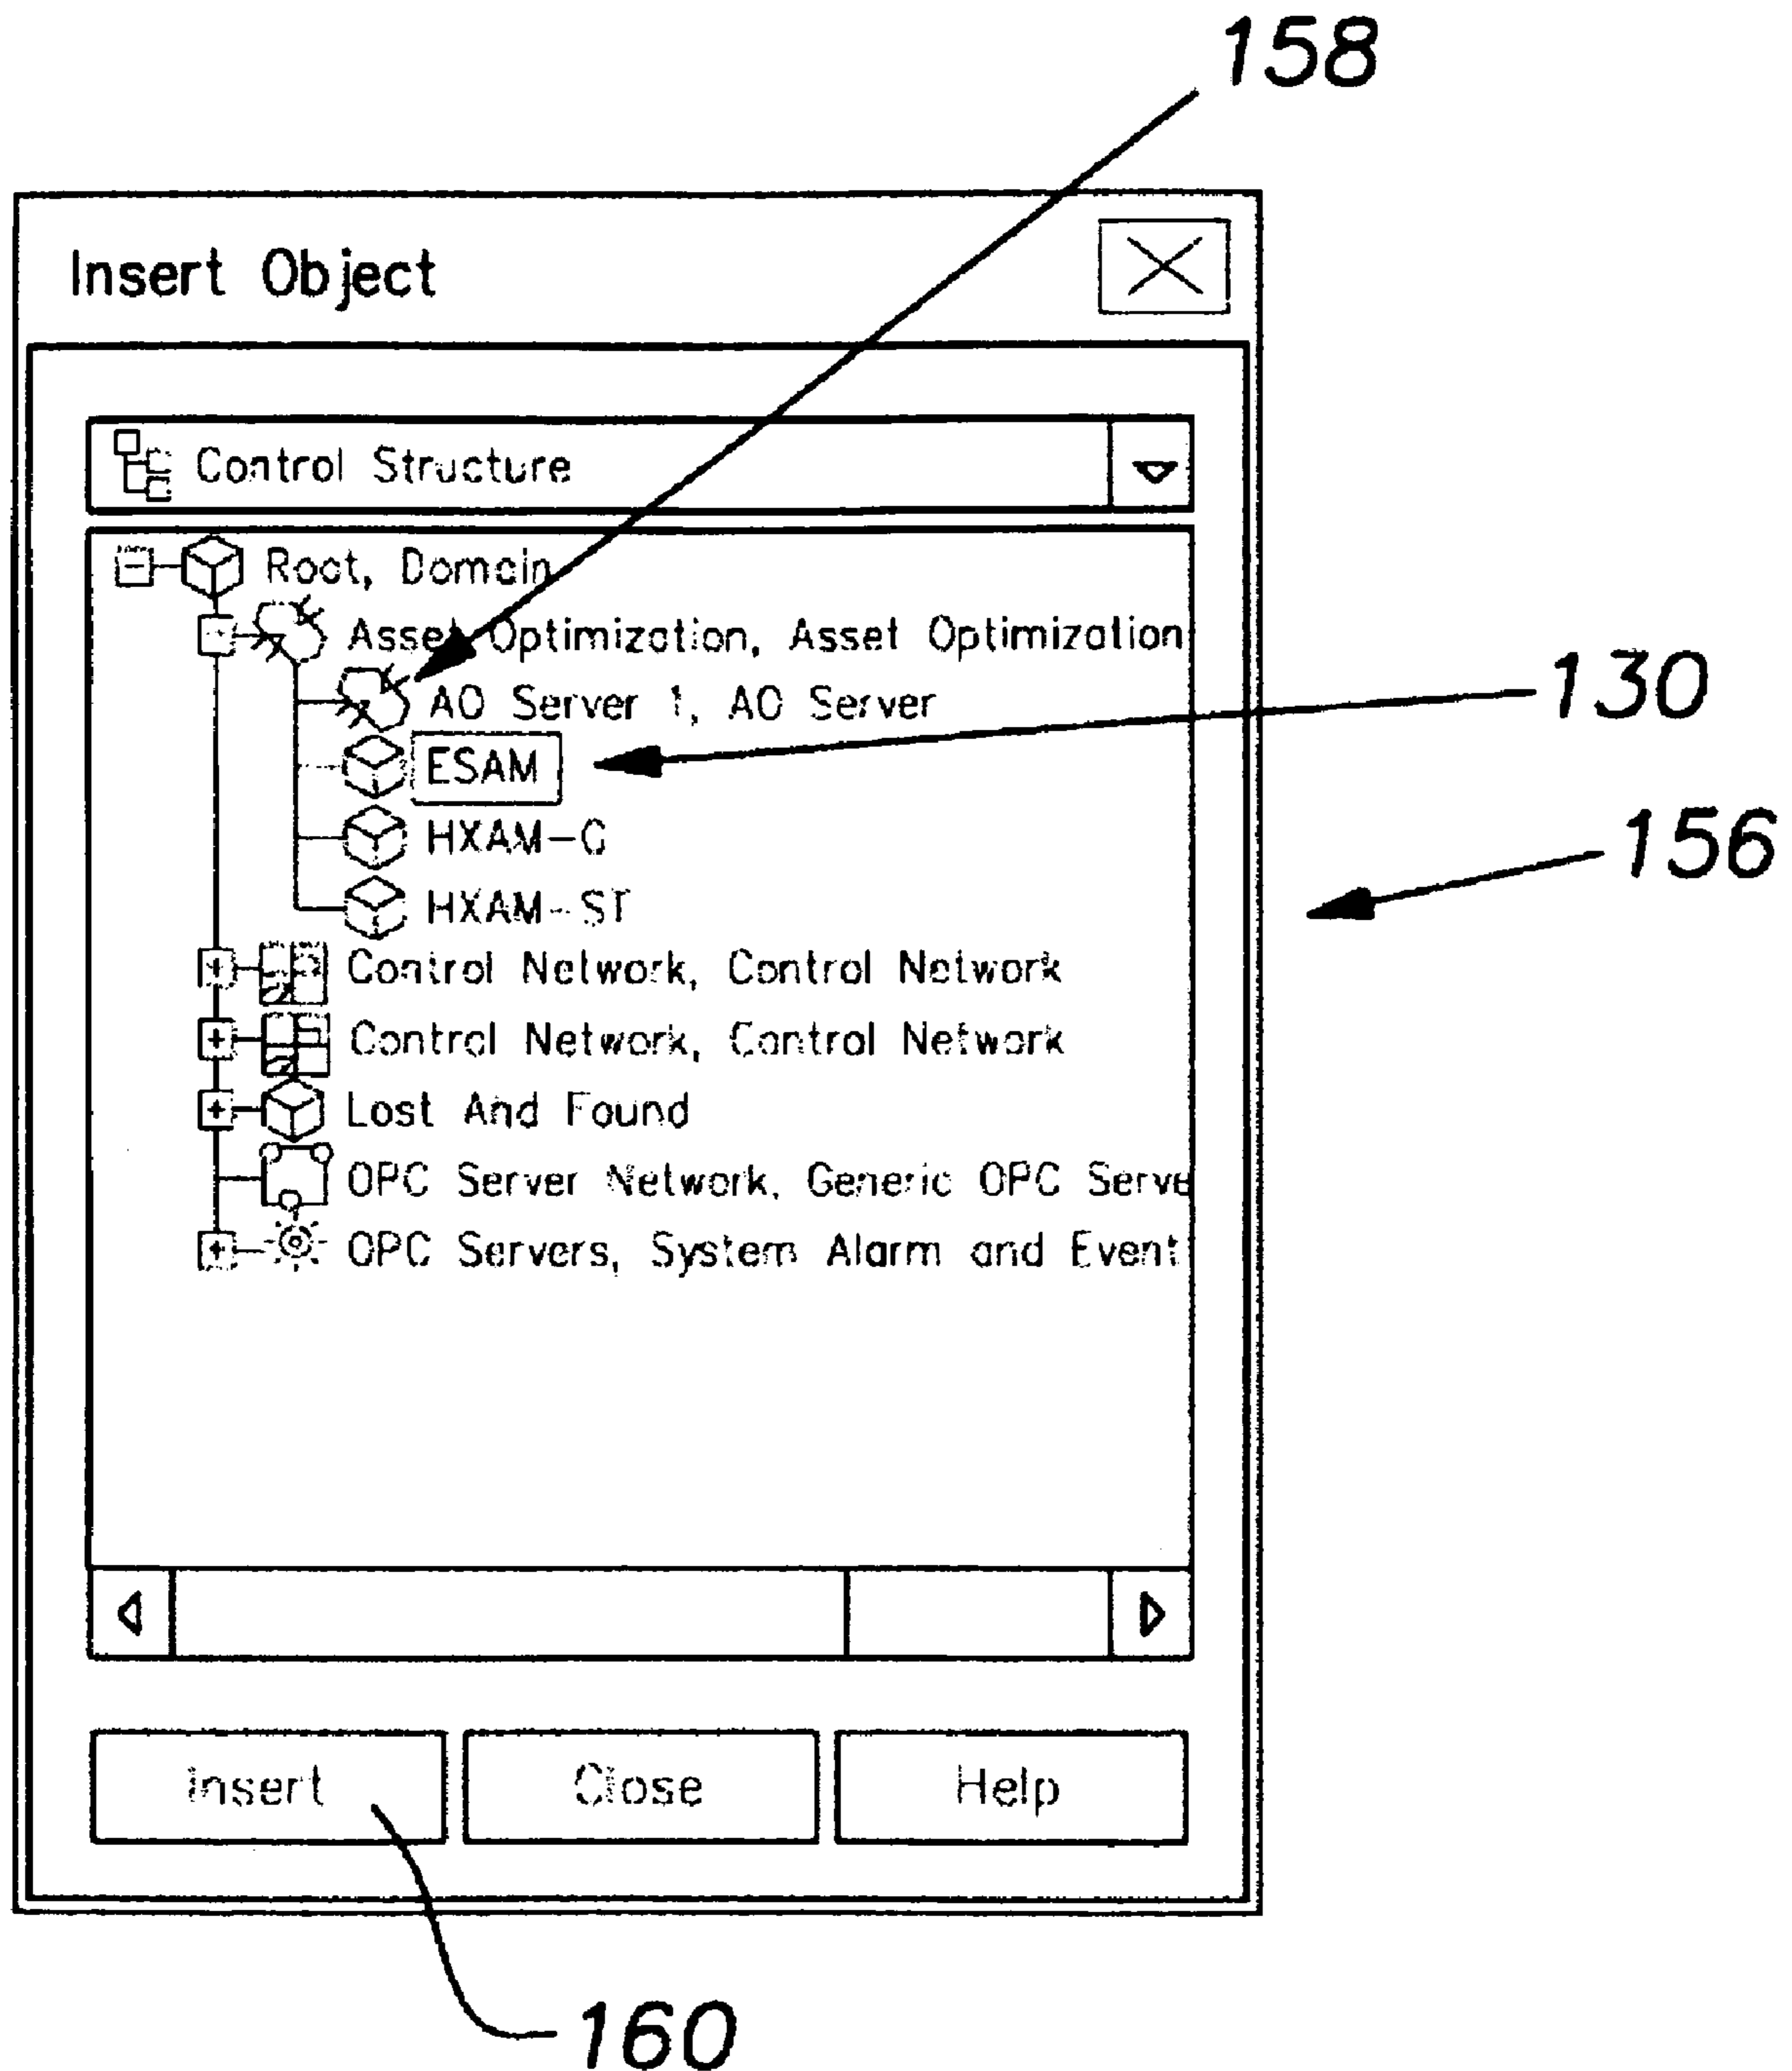 158
Insert Object
Control Structure
Root, Domain
Asset Optimization, Asset Optimization
AO Server 1, AO Server
130
ESAM
HXAM-G
156
HXAM-ST
Control Network, Control Network
Control Network, Control Network
Lost And Found
OPC Server Network, Generic OPC Serve
OPC Servers, System Alarm and Event
Insert Close Help
160